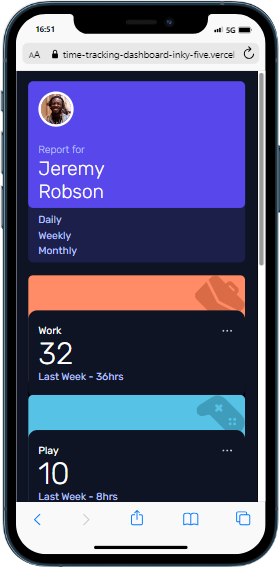 16:51
5G
AA time-tracking-dashboard-inky-five.vercel
Report for
Jeremy
Robson
Daily
Weekly
Monthly
Work
32
Last Week - 36hrs
Play
10
Last Week - 8hrs